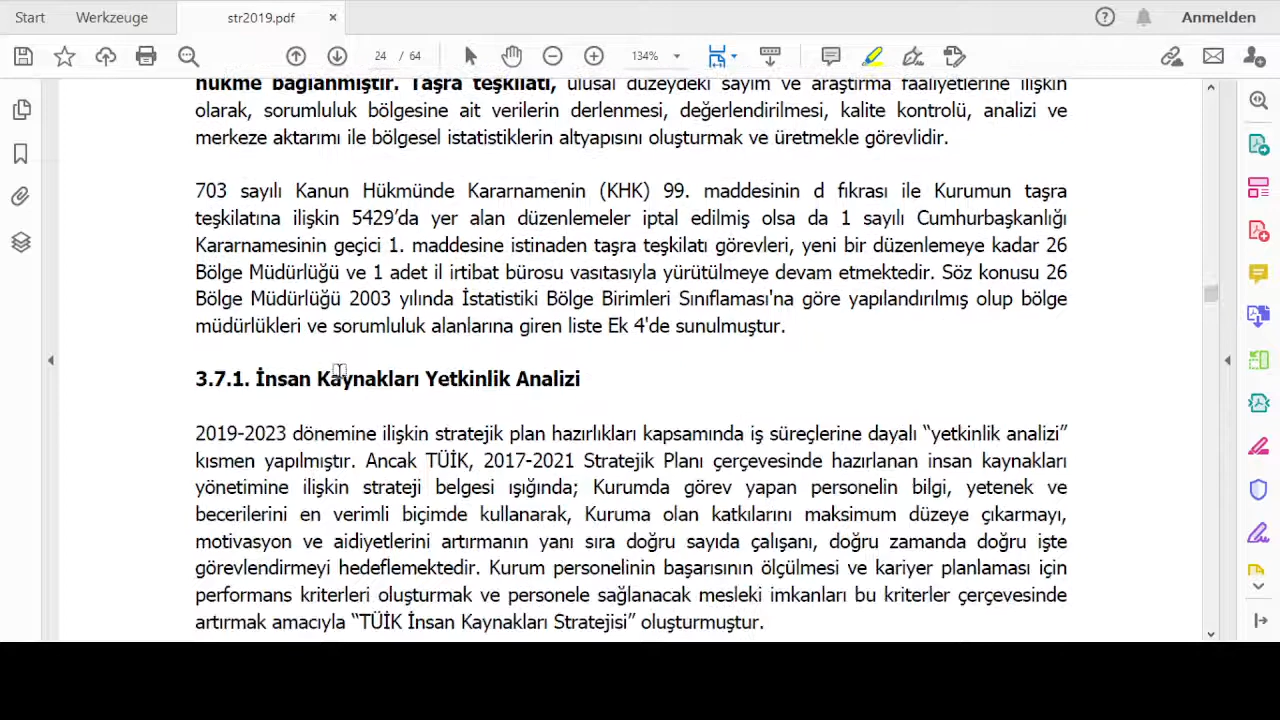 Start Werkzeuge str2019.pdf × Anmelden
24 / 64 134%
hükme bağlanmıştır. Taşra teşkilatı, ulusal düzeydeki sayım ve araştırma faaliyetlerine ilişkin
olarak, sorumluluk bölgesine ait verilerin derlenmesi, değerlendirilmesi, kalite kontrolü, analizi ve
merkeze aktarımı ile bölgesel istatistiklerin altyapısını oluşturmak ve üretmekle görevlidir.
703 sayılı Kanun Hükmünde Kararnamenin (KHK) 99. maddesinin d fıkrası ile Kurumun taşra
teşkilatına ilişkin 5429’da yer alan düzenlemeler iptal edilmiş olsa da 1 sayılı Cumhurbaşkanlığı
Kararnamesinin geçici 1. maddesine istinaden taşra teşkilatı görevleri, yeni bir düzenlemeye kadar 26
Bölge Müdürlüğü ve 1 adet il irtibat bürosu vasıtasıyla yürütülmeye devam etmektedir. Söz konusu 26
Bölge Müdürlüğü 2003 yılında İstatistiki Bölge Birimleri Sınıflaması'na göre yapılandırılmış olup bölge
müdürlükleri ve sorumluluk alanlarına giren liste Ek 4'de sunulmuştur.
3.7.1. İnsan Kaynakları Yetkinlik Analizi
2019-2023 dönemine ilişkin stratejik plan hazırlıkları kapsamında iş süreçlerine dayalı “yetkinlik analizi”
kısmen yapılmıştır. Ancak TÜİK, 2017-2021 Stratejik Planı çerçevesinde hazırlanan insan kaynakları
yönetimine ilişkin strateji belgesi ışığında; Kurumda görev yapan personelin bilgi, yetenek ve
becerilerini en verimli biçimde kullanarak, Kuruma olan katkılarını maksimum düzeye çıkarmayı,
motivasyon ve aidiyetlerini artırmanın yanı sıra doğru sayıda çalışanı, doğru zamanda doğru işte
görevlendirmeyi hedeflemektedir. Kurum personelinin başarısının ölçülmesi ve kariyer planlaması için
performans kriterleri oluşturmak ve personele sağlanacak mesleki imkanları bu kriterler çerçevesinde
artırmak amacıyla “TÜİK İnsan Kaynakları Stratejisi” oluşturmuştur.